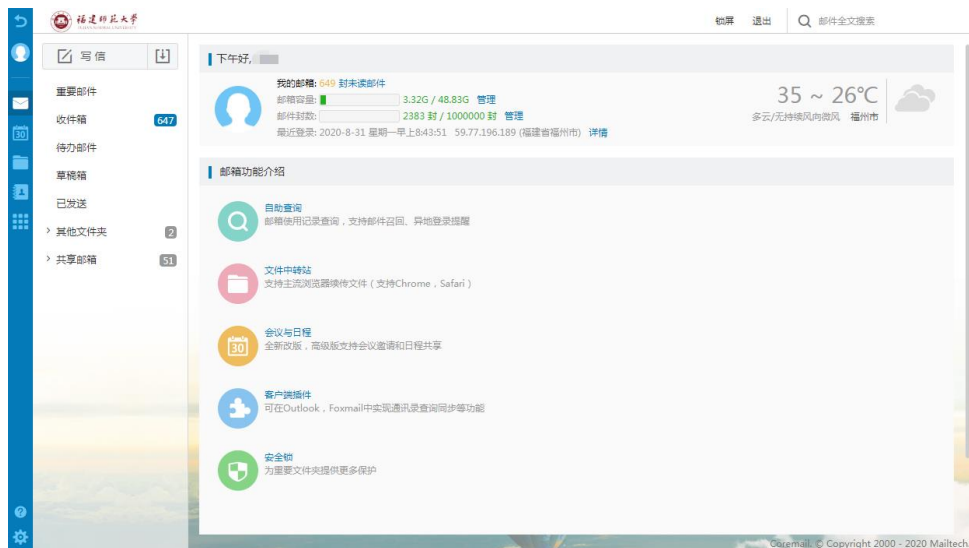 福建师范大学
锁屏 退出 邮件全文搜索
写信
重要邮件
收件箱 647
待办邮件
草稿箱
已发送
其他文件夹 2
共享邮箱 51
下午好,
我的邮箱: 649 封未读邮件
邮箱容量: 3.32G / 48.83G 管理
邮件封数: 2383 封 / 1000000 封 管理
最近登录: 2020-8-31 星期一早上8:43:51 59.77.196.189 (福建省福州市) 详情
35 ~ 26℃
多云/无持续风向微风 福州市
邮箱功能介绍
自助查询
邮箱使用记录查询，支持邮件召回、异地登录提醒
文件中转站
支持主流浏览器续传文件（支持Chrome，Safari）
30
会议与日程
全新改版，高级版支持会议邀请和日程共享
客户端插件
可在Outlook，Foxmail中实现通讯录查询同步等功能
安全锁
为重要文件夹提供更多保护
30
Coremail. © Copyright 2000 - 2020 Mailtech